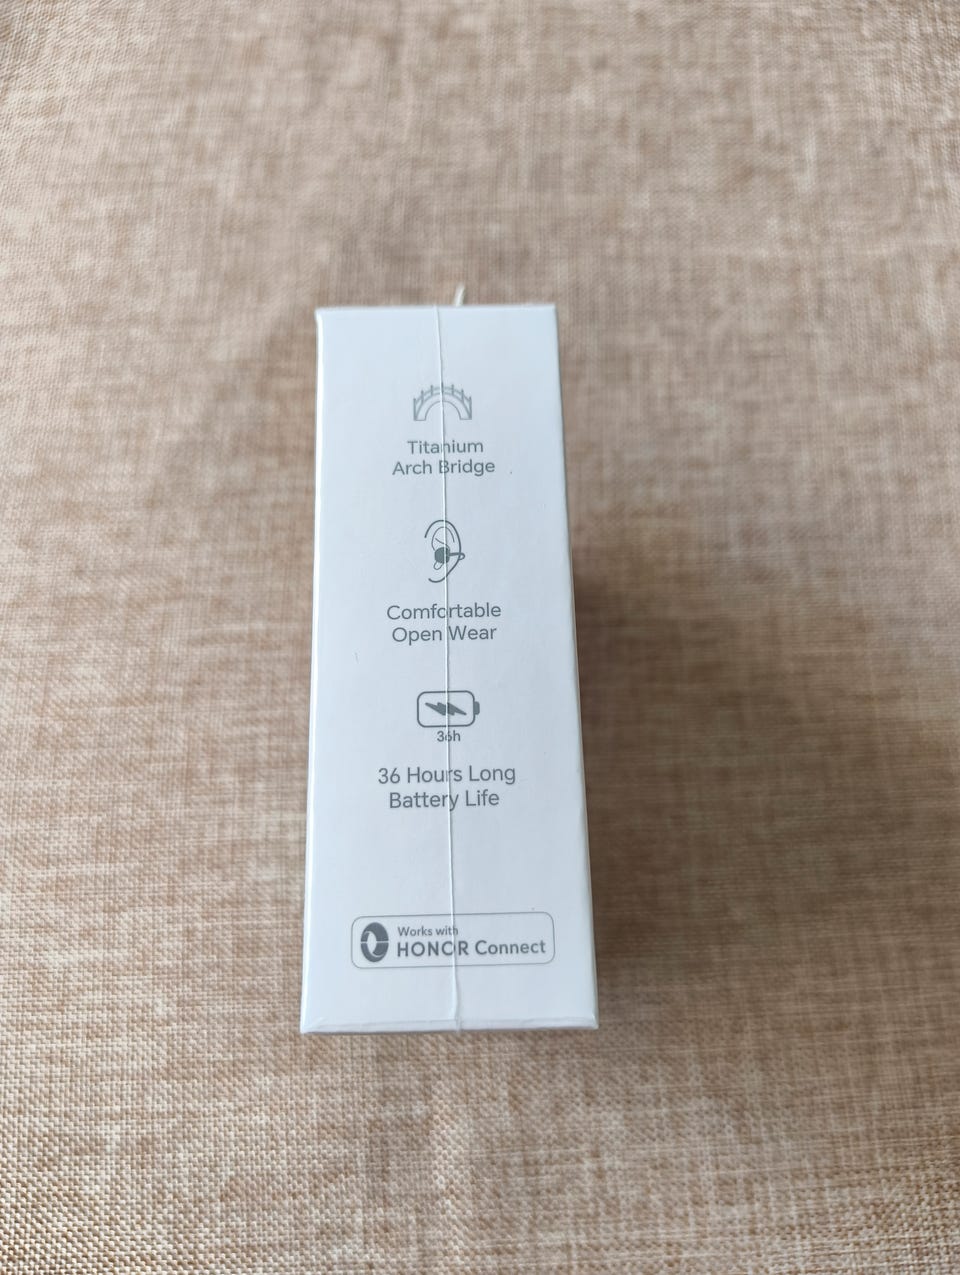 Titanium
Arch Bridge
Comfortable
Open Wear
36h
36 Hours Long
Battery Life
Works with
HONOR Connect